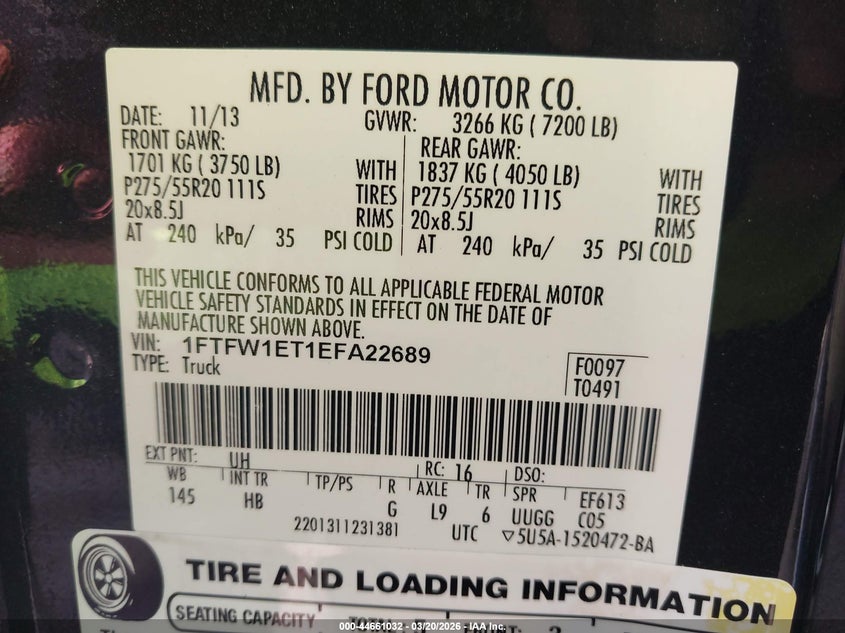 MFD. BY FORD MOTOR CO.
DATE: 11/13 GVWR: 3266 KG ( 7200 LB)
FRONT GAWR: REAR GAWR:
1701 KG ( 3750 LB) WITH 1837 KG ( 4050 LB) WITH
P275/55R20 111S TIRES P275/55R20 111S TIRES
20x8.5J RIMS 20x8.5J RIMS
AT 240 kPa/ 35 PSI COLD AT 240 kPa/ 35 PSI COLD
THIS VEHICLE CONFORMS TO ALL APPLICABLE FEDERAL MOTOR
VEHICLE SAFETY STANDARDS IN EFFECT ON THE DATE OF
MANUFACTURE SHOWN ABOVE.
VIN: 1FTFW1ET1EFA22689
TYPE: Truck F0097
T0491
EXT PNT: UH RC: 16 DSO:
WB INT TR TP/PS R AXLE TR SPR EF613
145 HB G L9 6 UUGG C05
2201311231381 UTC ▽5U5A-1520472-BA
TIRE AND LOADING INFORMATION
SEATING CAPACITY
000-44661032 - 03/20/2026 - IAA Inc.